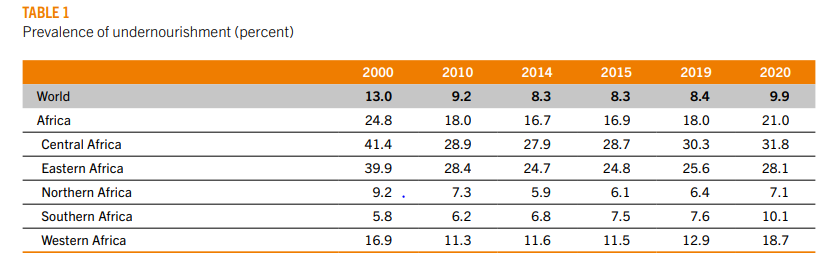 TABLE 1
Prevalence of undernourishment (percent)
2000 2010 2014 2015 2019 2020
World 13.0 9.2 8.3 8.3 8.4 9.9
Africa 24.8 18.0 16.7 16.9 18.0 21.0
Central Africa 41.4 28.9 27.9 28.7 30.3 31.8
Eastern Africa 39.9 28.4 24.7 24.8 25.6 28.1
Northern Africa 9.2 . 7.3 5.9 6.1 6.4 7.1
Southern Africa 5.8 6.2 6.8 7.5 7.6 10.1
Western Africa 16.9 11.3 11.6 11.5 12.9 18.7